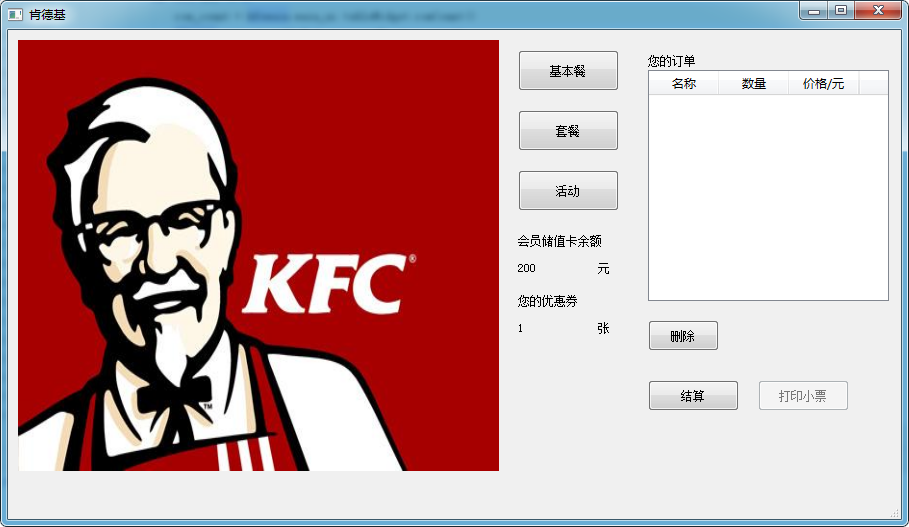 肯德基
KFC®
TM
基本餐
套餐
活动
会员储值卡余额
200 元
您的优惠券
1 张
您的订单
名称 数量 价格/元
删除
结算 打印小票